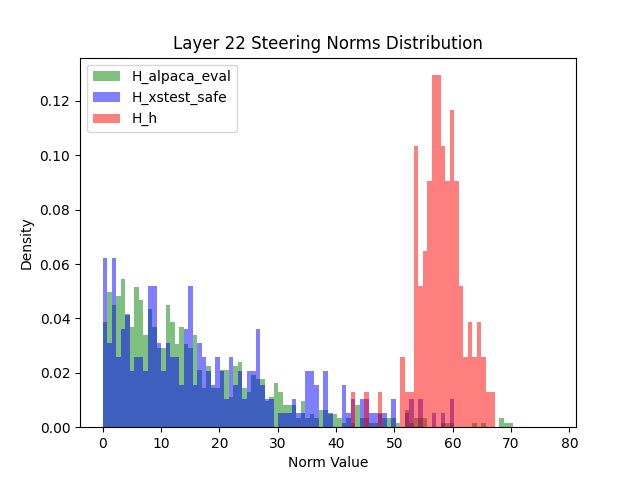 Layer 22 Steering Norms Distribution
H_alpaca_eval
H_xstest_safe
H_h
0.12
0.10
0.08
0.06
0.04
0.02
0.00
Density
0 10 20 30 40 50 60 70 80
Norm Value